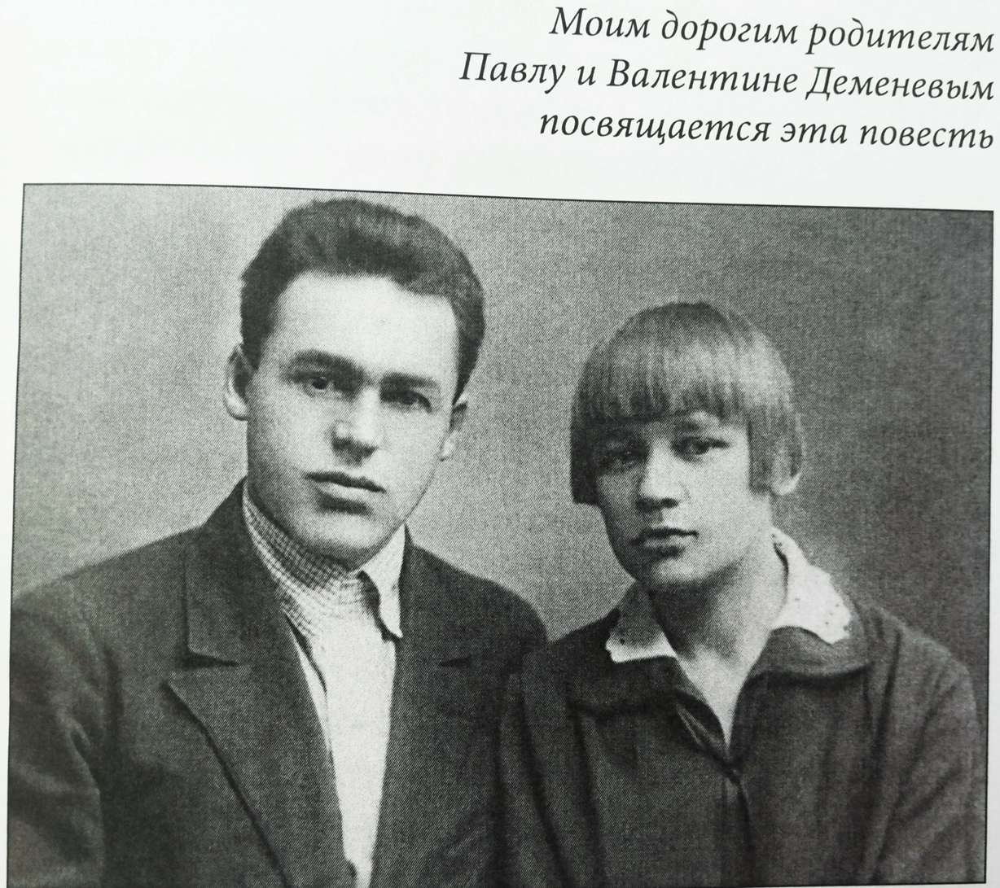 Моим дорогим родителям
Павлу и Валентине Деменевым
посвящается эта повесть